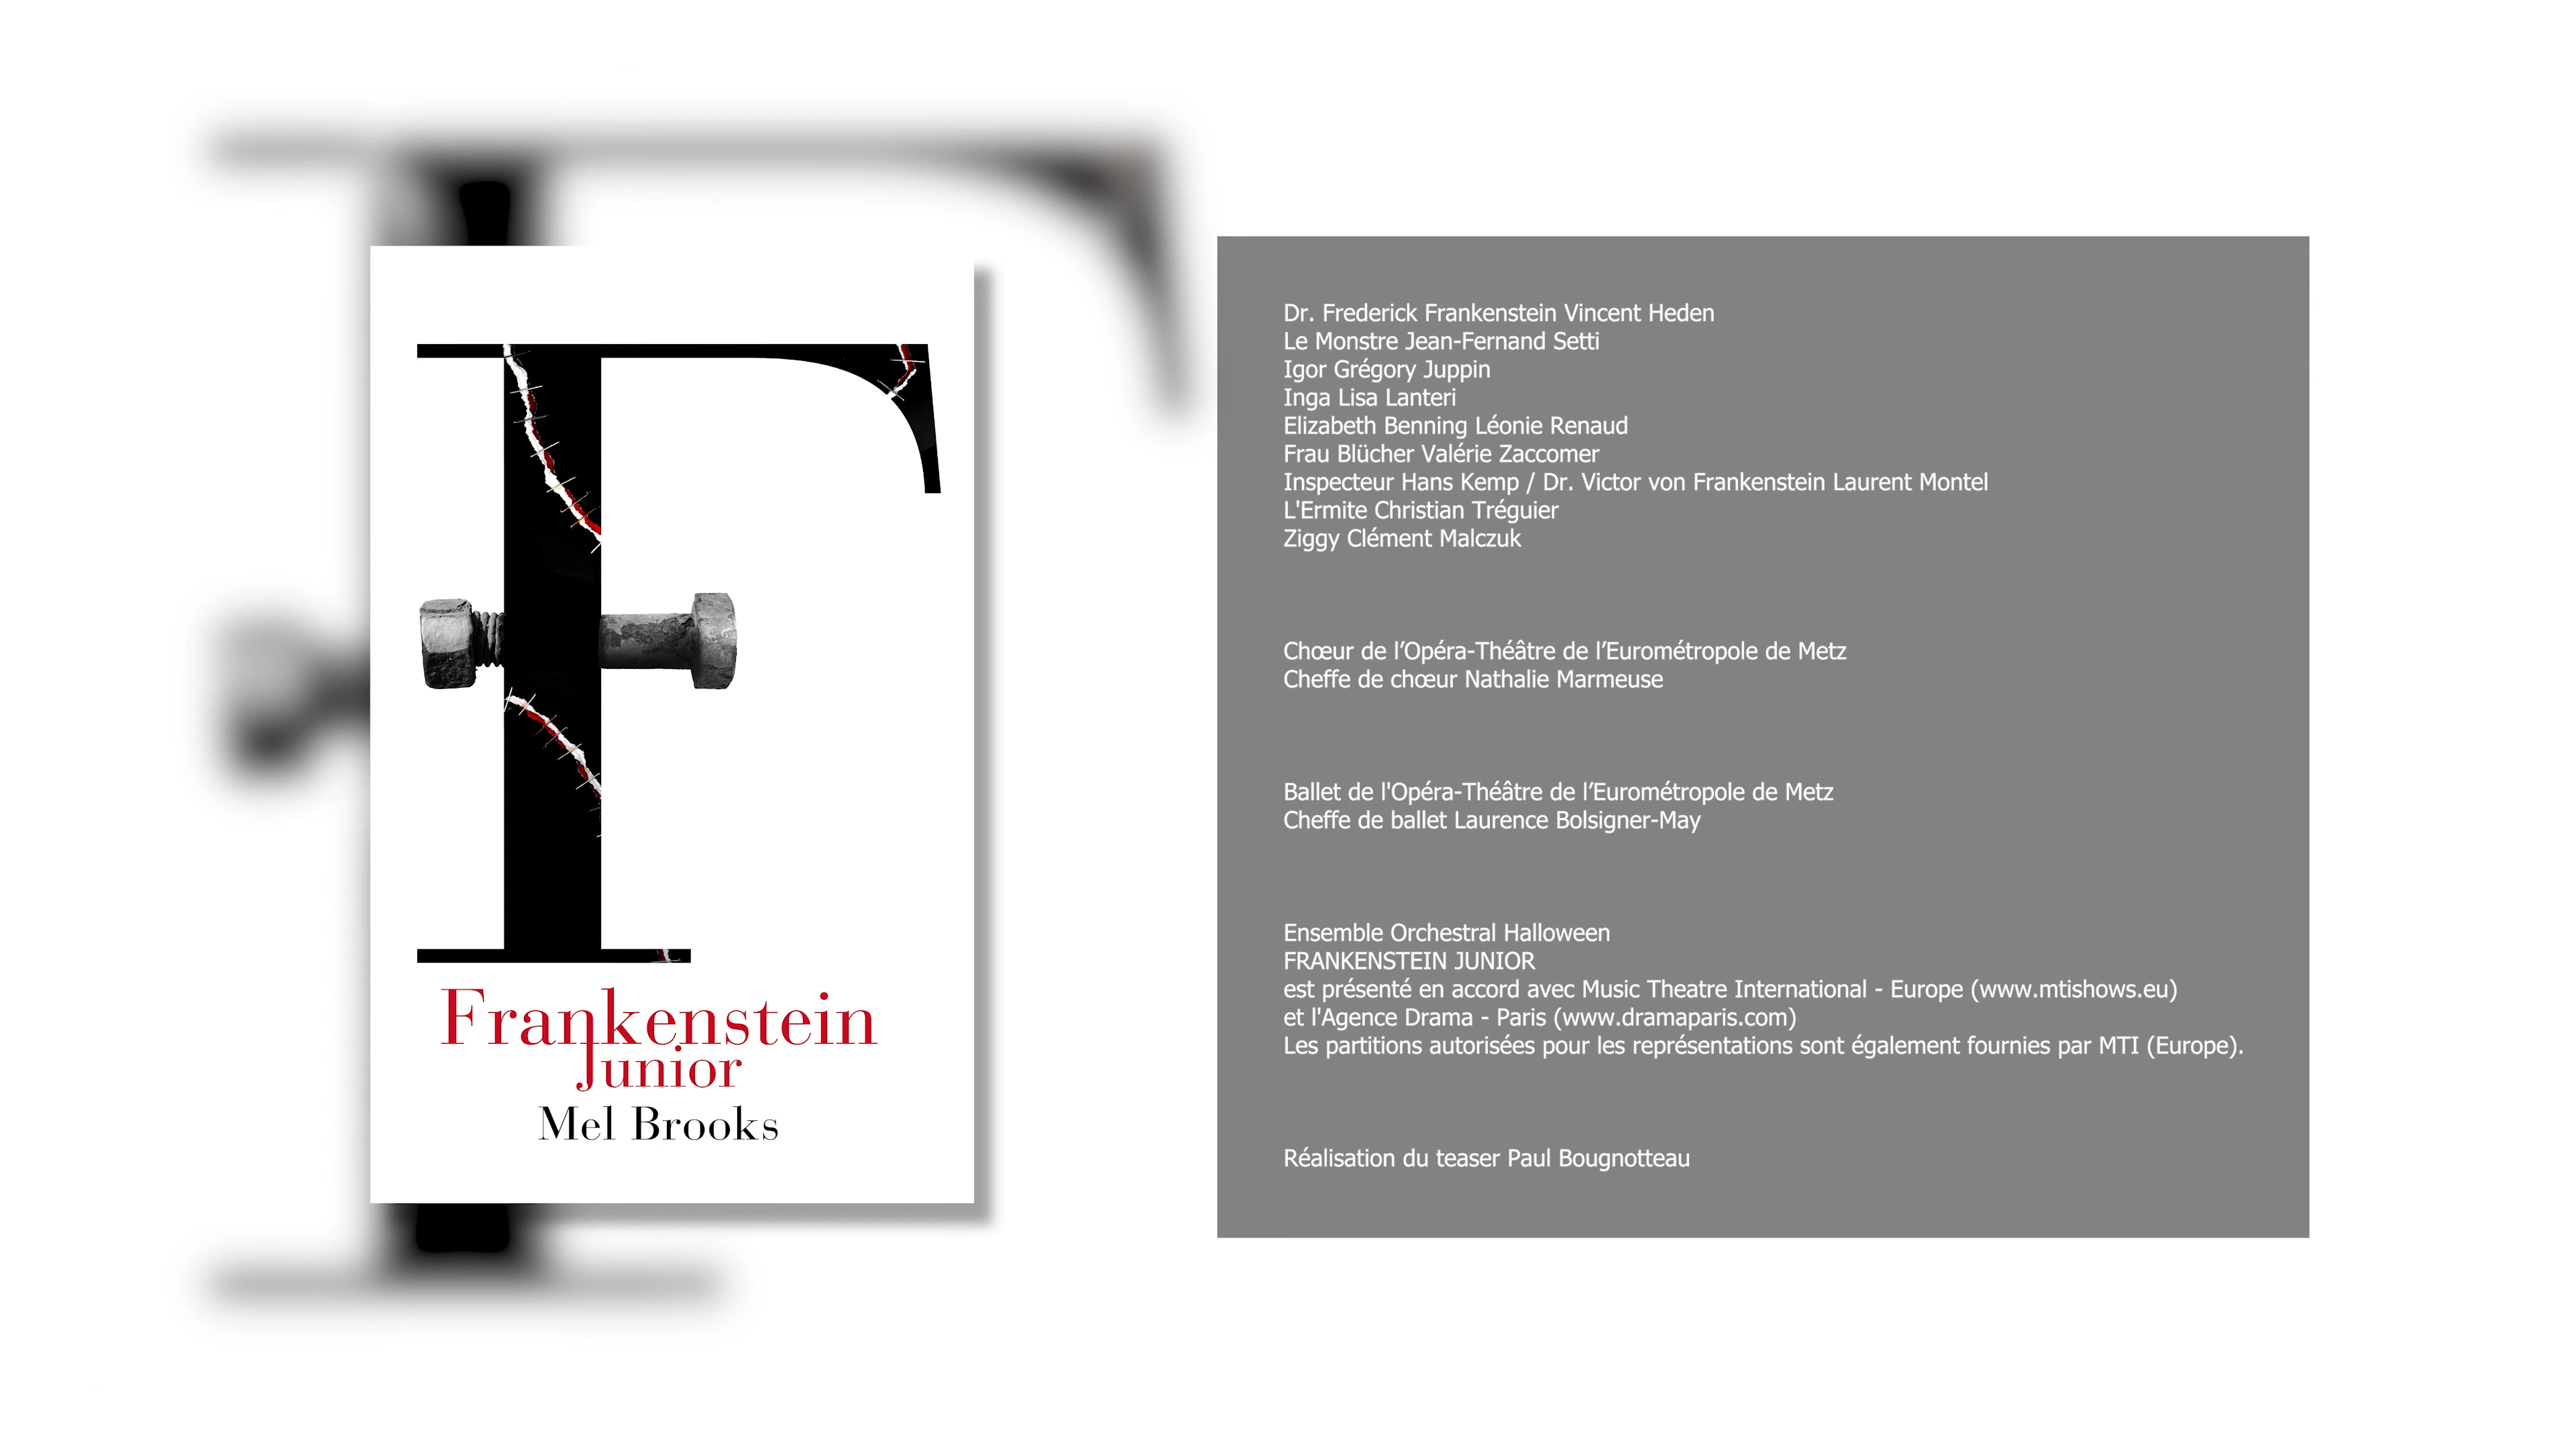 F
Frankenstein
Junior
Mel Brooks
Dr. Frederick Frankenstein Vincent Heden
Le Monstre Jean-Fernand Setti
Igor Grégory Juppin
Inga Lisa Lanteri
Elizabeth Benning Léonie Renaud
Frau Blücher Valérie Zaccomer
Inspecteur Hans Kemp / Dr. Victor von Frankenstein Laurent Montel
L'Ermite Christian Tréguier
Ziggy Clément Malczuk
Chœur de l’Opéra-Théâtre de l’Eurométropole de Metz
Cheffe de chœur Nathalie Marmeuse
Ballet de l'Opéra-Théâtre de l’Eurométropole de Metz
Cheffe de ballet Laurence Bolsigner-May
Ensemble Orchestral Halloween
FRANKENSTEIN JUNIOR
est présenté en accord avec Music Theatre International - Europe (www.mtishows.eu)
et l'Agence Drama - Paris (www.dramaparis.com)
Les partitions autorisées pour les représentations sont également fournies par MTI (Europe).
Réalisation du teaser Paul Bougnotteau